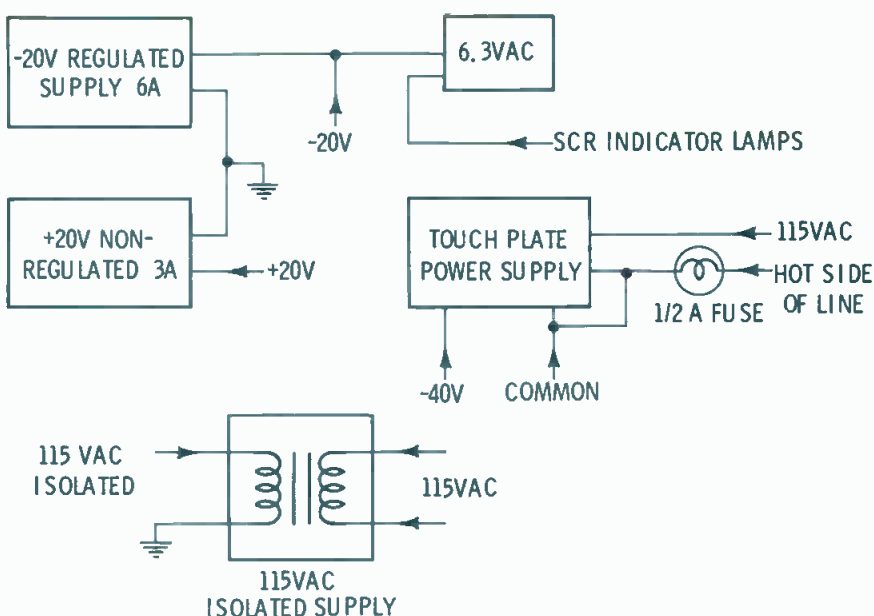 -20V REGULATED
SUPPLY 6A
6.3VAC
-20V
SCR INDICATOR LAMPS
+20V NON-
REGULATED 3A
+20V
TOUCH PLATE
POWER SUPPLY
115VAC
HOT SIDE
OF LINE
1/2 A FUSE
-40V
COMMON
115 VAC
ISOLATED
115VAC
115VAC
ISOLATED SUPPLY